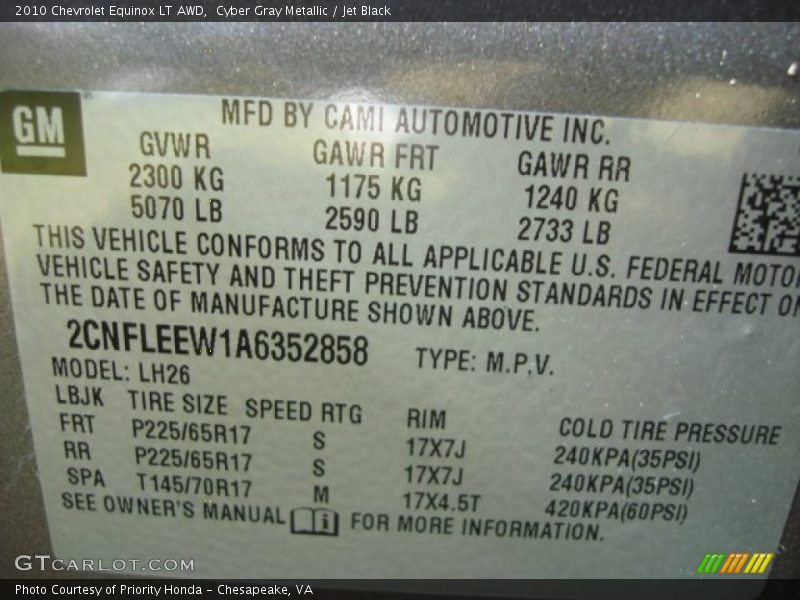 2010 Chevrolet Equinox LT AWD,  Cyber Gray Metallic / Jet Black
GM
MFD BY CAMI AUTOMOTIVE INC.
GVWR GAWR FRT GAWR RR
2300 KG 1175 KG 1240 KG
5070 LB 2590 LB 2733 LB
THIS VEHICLE CONFORMS TO ALL APPLICABLE U.S. FEDERAL MOTOR
VEHICLE SAFETY AND THEFT PREVENTION STANDARDS IN EFFECT ON
THE DATE OF MANUFACTURE SHOWN ABOVE.
2CNFLEEW1A6352858 TYPE: M.P.V.
MODEL: LH26
LBJK TIRE SIZE SPEED RTG RIM COLD TIRE PRESSURE
FRT P225/65R17 S 17X7J 240KPA(35PSI)
RR P225/65R17 S 17X7J 240KPA(35PSI)
SPA T145/70R17 M 17X4.5T 420KPA(60PSI)
SEE OWNER'S MANUAL FOR MORE INFORMATION.
GTCARLOT.COM
Photo Courtesy of Priority Honda - Chesapeake, VA